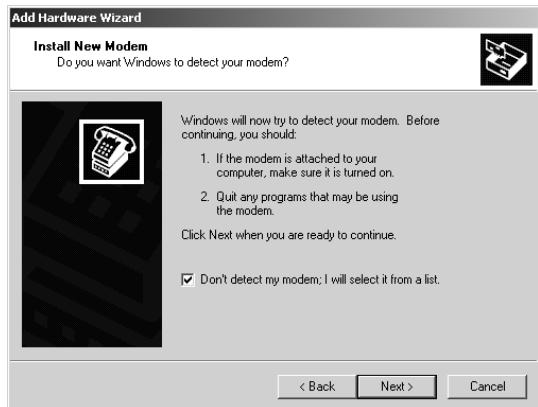 Add Hardware Wizard
Install New Modem
Do you want Windows to detect your modem?
Windows will now try to detect your modem. Before
continuing, you should:
1. If the modem is attached to your
computer, make sure it is turned on.
2. Quit any programs that may be using
the modem.
Click Next when you are ready to continue.
Don't detect my modem; I will select it from a list.
< Back Next > Cancel